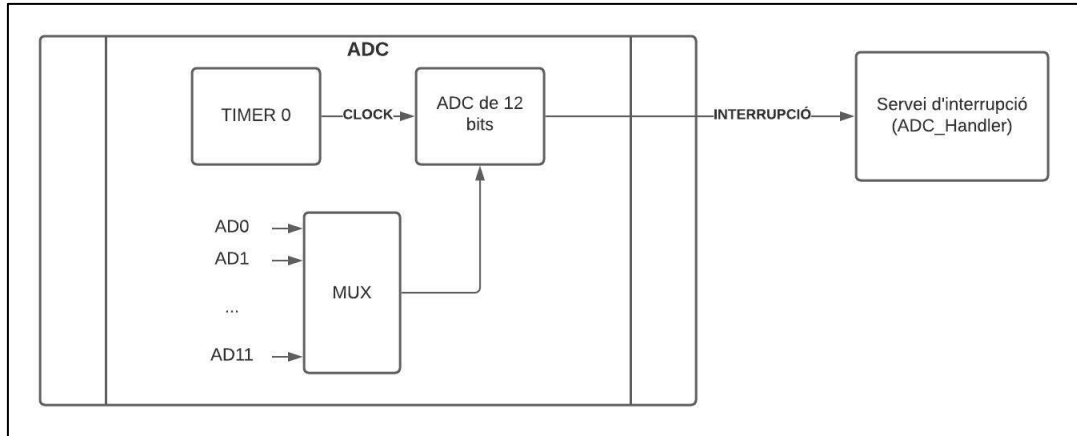 ADC
TIMER 0
CLOCK
ADC de 12
bits
INTERRUPCIÓ
Servei d'interrupció
(ADC_Handler)
AD0
AD1
...
AD11
MUX